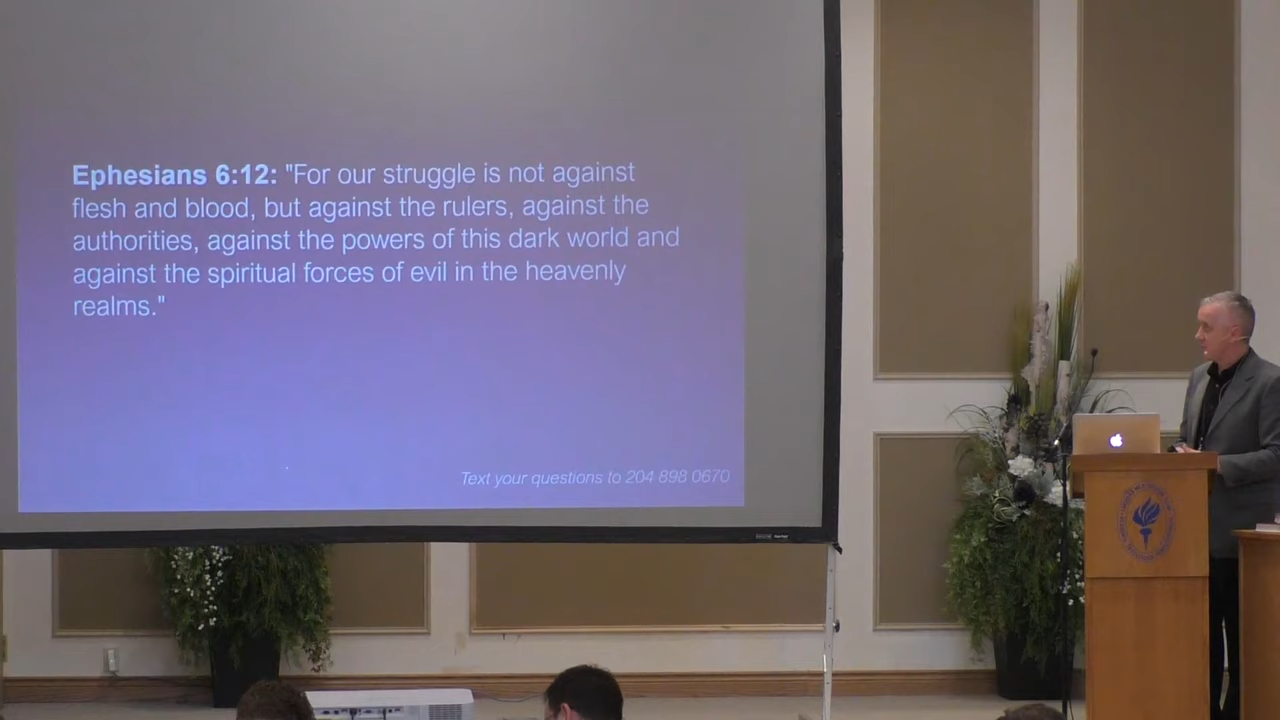 Ephesians 6:12: "For our struggle is not against
flesh and blood, but against the rulers, against the
authorities, against the powers of this dark world and
against the spiritual forces of evil in the heavenly
realms."
Text your questions to 204 898 0670